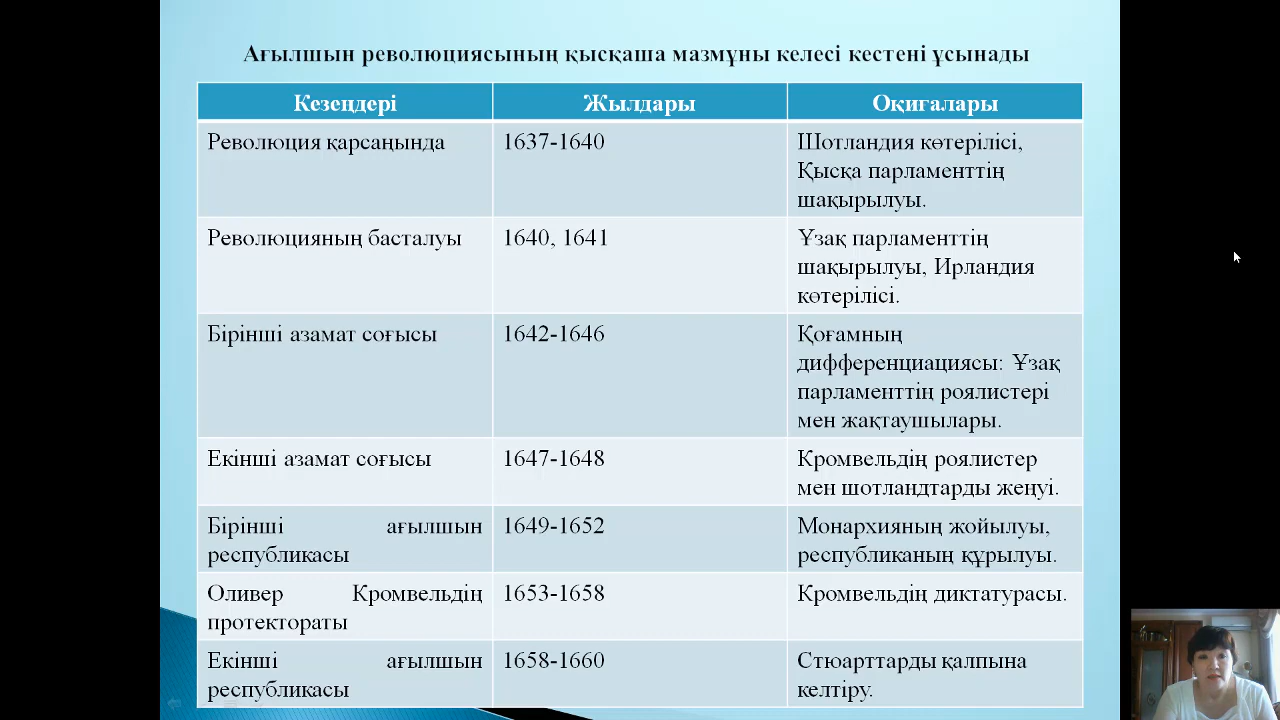 Ағылшын революциясының қысқаша мазмұны келесі кестені ұсынады
Кезеңдері Жылдары Оқиғалары
Революция қарсаңында 1637-1640 Шотландия көтерілісі,
Қысқа парламенттің
шақырылуы.
Революцияның басталуы 1640, 1641 Ұзақ парламенттің
шақырылуы, Ирландия
көтерілісі.
Бірінші азамат соғысы 1642-1646 Қоғамның
дифференциациясы: Ұзақ
парламенттің роялистері
мен жақтаушылары.
Екінші азамат соғысы 1647-1648 Кромвельдің роялистер
мен шотландтарды жеңуі.
Бірінші ағылшын 1649-1652 Монархияның жойылуы,
республикасы республиканың құрылуы.
Оливер Кромвельдің 1653-1658 Кромвельдің диктатурасы.
протектораты
Екінші ағылшын 1658-1660 Стюарттарды қалпына
республикасы келтіру.